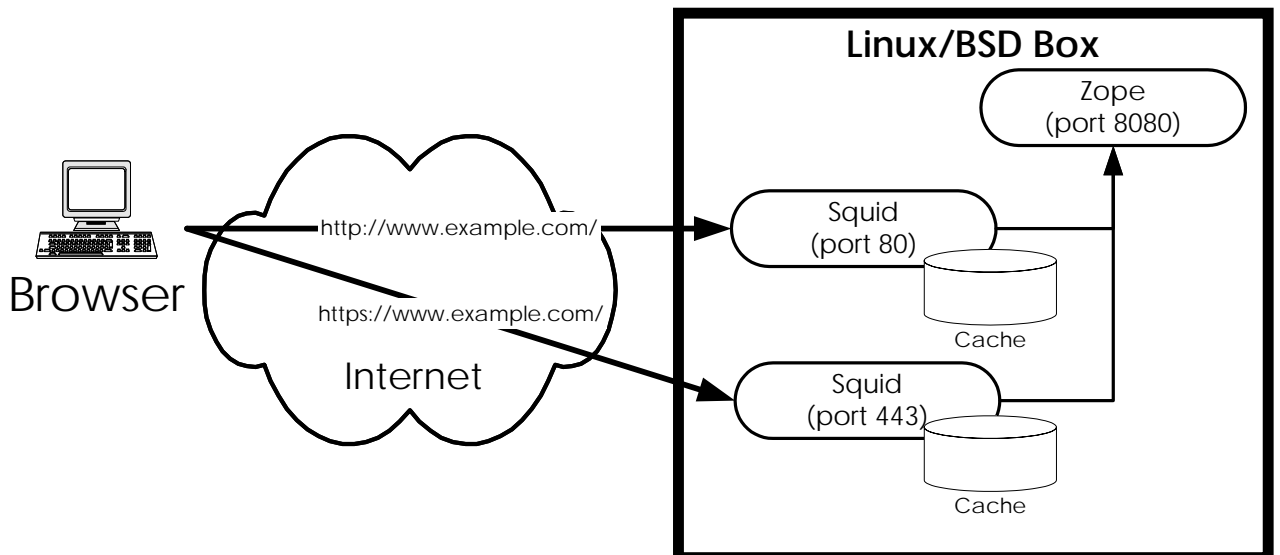 Linux/BSD Box
Zope
(port 8080)
Squid
(port 80)
http://www.example.com/
Browser
https://www.example.com/
Cache
Internet
Squid
(port 443)
Cache